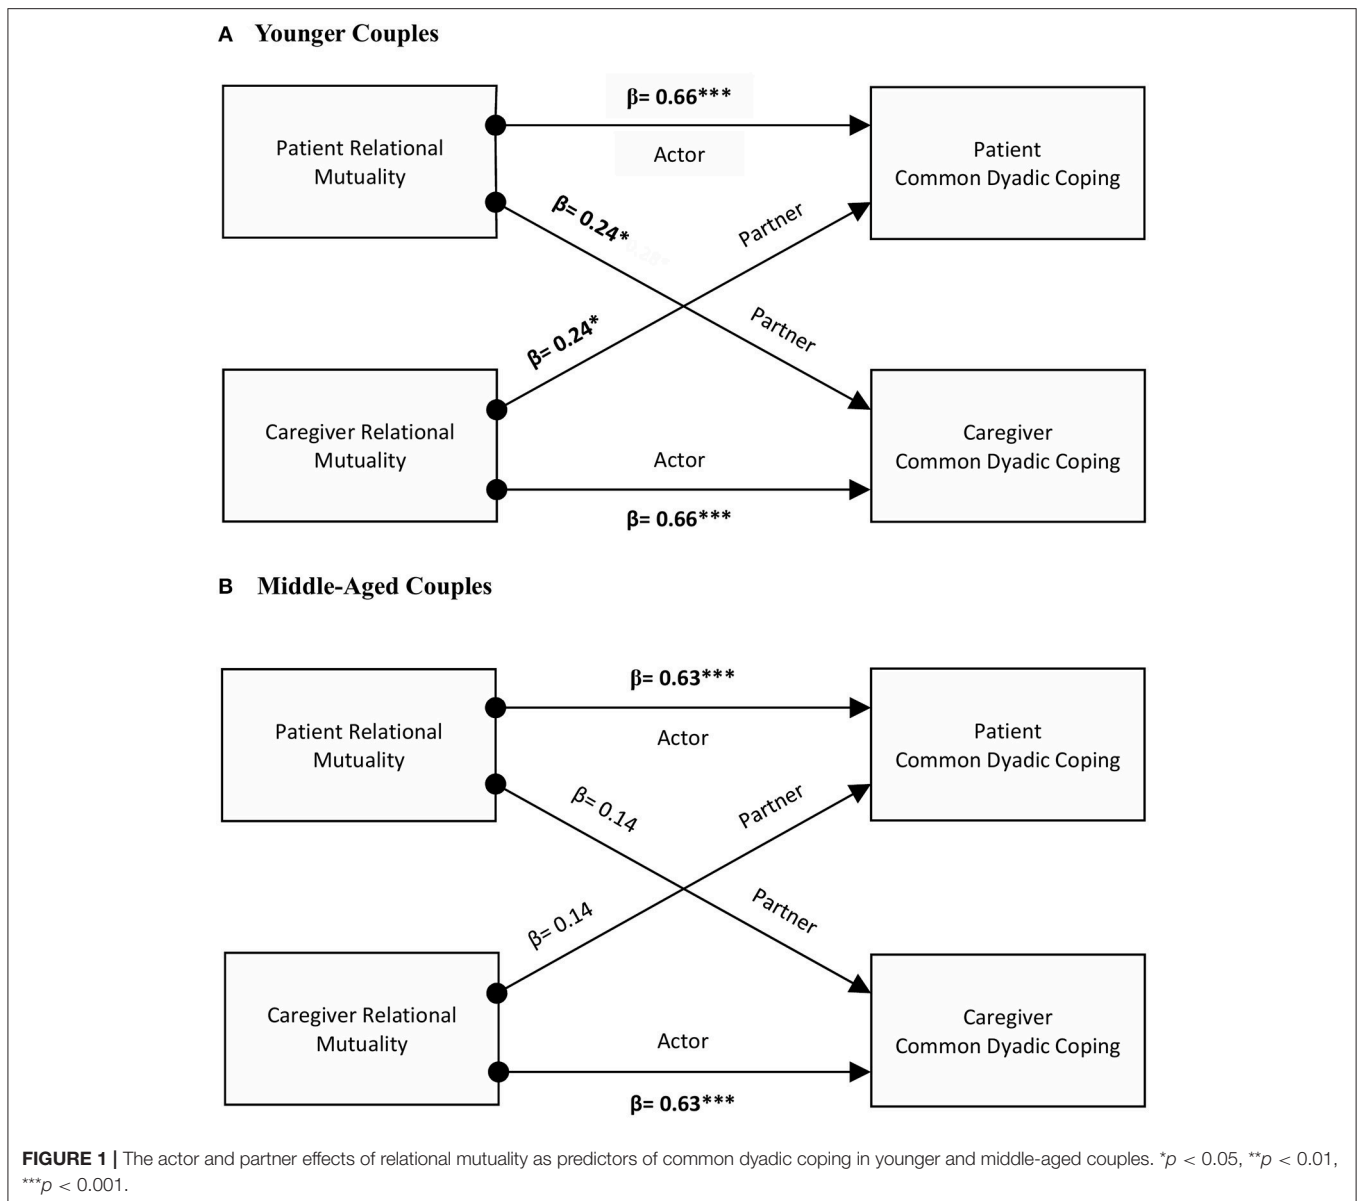 A Younger Couples
β= 0.66***
Patient Relational
Mutuality
Actor
Patient
Common Dyadic Coping
β= 0.24*
Partner
β= 0.24*
Partner
Caregiver Relational
Mutuality
Actor
β= 0.66***
Caregiver
Common Dyadic Coping
B Middle-Aged Couples
β= 0.63***
Patient Relational
Mutuality
Actor
Patient
Common Dyadic Coping
β= 0.14
Partner
β= 0.14
Partner
Caregiver Relational
Mutuality
Actor
β= 0.63***
Caregiver
Common Dyadic Coping
FIGURE 1 | The actor and partner effects of relational mutuality as predictors of common dyadic coping in younger and middle-aged couples. *p < 0.05, **p < 0.01,
***p < 0.001.